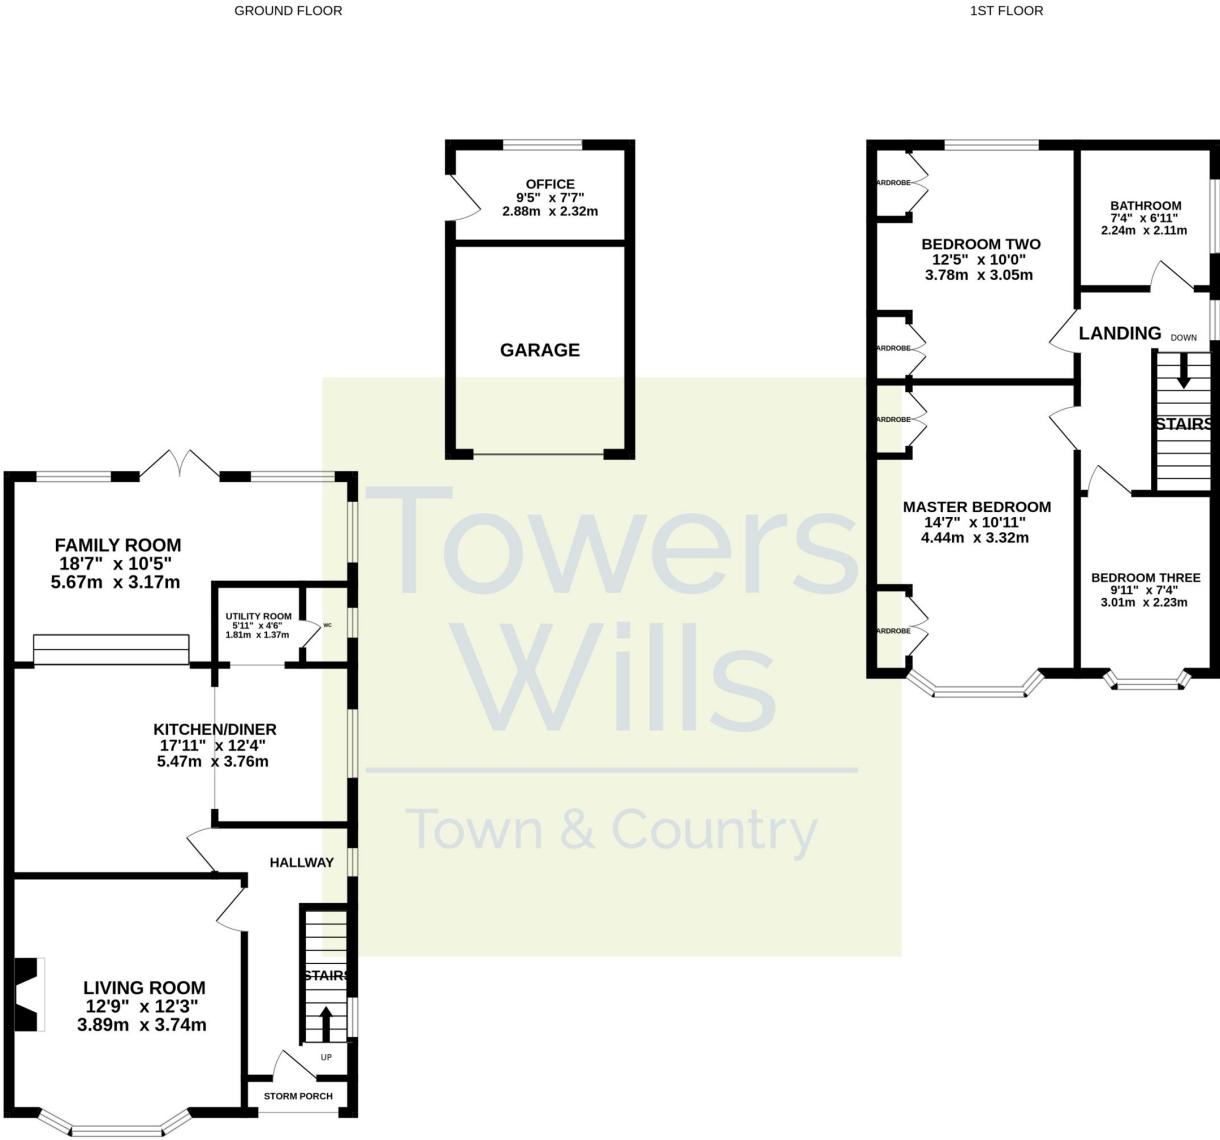 GROUND FLOOR
1ST FLOOR
OFFICE
9'5" x 7'7"
2.88m x 2.32m
GARAGE
FAMILY ROOM
18'7" x 10'5"
5.67m x 3.17m
UTILITY ROOM
5'11" x 4'6"
1.81m x 1.37m
WC
KITCHEN/DINER
17'11" x 12'4"
5.47m x 3.76m
HALLWAY
LIVING ROOM
12'9" x 12'3"
3.89m x 3.74m
STAIRS
UP
STORM PORCH
Towers
Wills
Town & Country
ARDROBE
BEDROOM TWO
12'5" x 10'0"
3.78m x 3.05m
ARDROBE
BATHROOM
7'4" x 6'11"
2.24m x 2.11m
LANDING
DOWN
STAIRS
ARDROBE
MASTER BEDROOM
14'7" x 10'11"
4.44m x 3.32m
ARDROBE
BEDROOM THREE
9'11" x 7'4"
3.01m x 2.23m